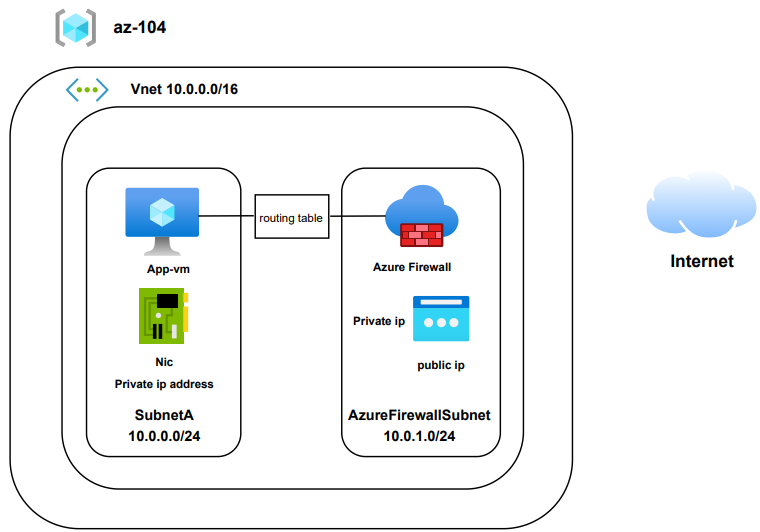 az-104
Vnet 10.0.0.0/16
routing table
App-vm
Azure Firewall
Internet
Private ip
Nic
public ip
Private ip address
SubnetA
10.0.0.0/24
AzureFirewallSubnet
10.0.1.0/24